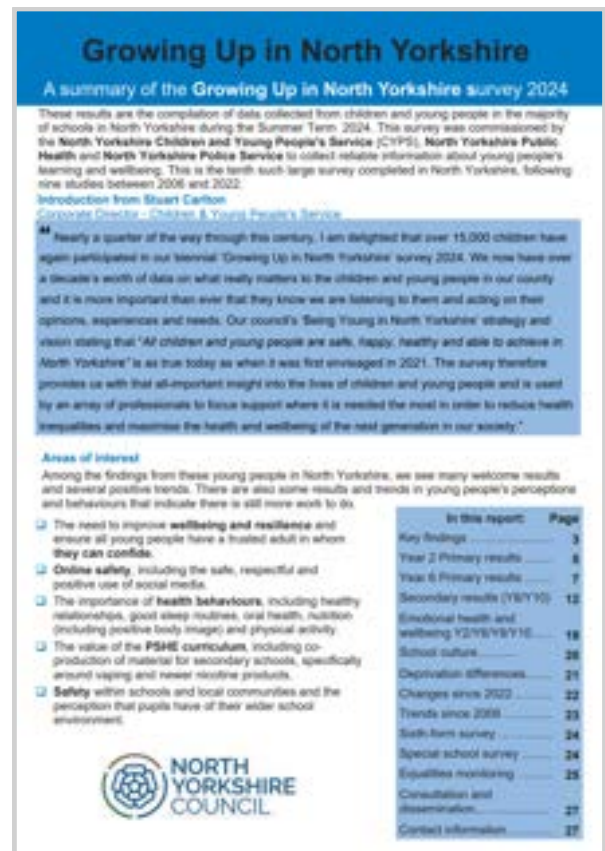 Growing Up in North Yorkshire
A summary of the Growing Up in North Yorkshire survey 2024
These results are the compilation of data collected from children and young people in the majority
of schools in North Yorkshire during the Summer Term 2024. This survey was commissioned by
the North Yorkshire Children and Young People's Service (CYPS), North Yorkshire Public
Health and North Yorkshire Police Service to collect reliable information about young people's
learning and wellbeing. This is the tenth such large survey completed in North Yorkshire, following
nine studies between 2006 and 2022.
Introduction from Stuart Carlton
Corporate Director - Children & Young People's Service
“ Nearly a quarter of the way through this century, I am delighted that over 15,000 children have
again participated in our biennial 'Growing Up in North Yorkshire' survey 2024. We now have over
a decade's worth of data on what really matters to the children and young people in our county
and it is more important than ever that they know we are listening to them and acting on their
opinions, experiences and needs. Our council's 'Being Young in North Yorkshire' strategy and
vision stating that "All children and young people are safe, happy, healthy and able to achieve in
North Yorkshire" is as true today as when it was first envisaged in 2021. The survey therefore
provides us with that all-important insight into the lives of children and young people and is used
by an array of professionals to focus support where it is needed the most in order to reduce health
inequalities and maximise the health and wellbeing of the next generation in our society."
Areas of interest
Among the findings from these young people in North Yorkshire, we see many welcome results
and several positive trends. There are also some results and trends in young people's perceptions
and behaviours that indicate there is still more work to do.
❑ The need to improve wellbeing and resilience and
ensure all young people have a trusted adult in whom
they can confide.
❑ Online safety, including the safe, respectful and
positive use of social media.
❑ The importance of health behaviours, including healthy
relationships, good sleep routines, oral health, nutrition
(including positive body image) and physical activity.
❑ The value of the PSHE curriculum, including co-
production of material for secondary schools, specifically
around vaping and newer nicotine products.
❑ Safety within schools and local communities and the
perception that pupils have of their wider school
environment.
In this report: Page
Key findings ............ 3
Year 2 Primary results ....... 5
Year 6 Primary results ....... 7
Secondary results (Y8/Y10) 12
Emotional health and
wellbeing Y2/Y6/Y8/Y10 ..... 18
School culture ............ 20
Deprivation differences ....... 21
Changes since 2022 ......... 22
Trends since 2006 ......... 23
Sixth form survey ......... 24
Special school survey ....... 24
Equalities monitoring ....... 25
Consultation and
dissemination ............ 27
Contact information ......... 27
NORTH
YORKSHIRE
COUNCIL